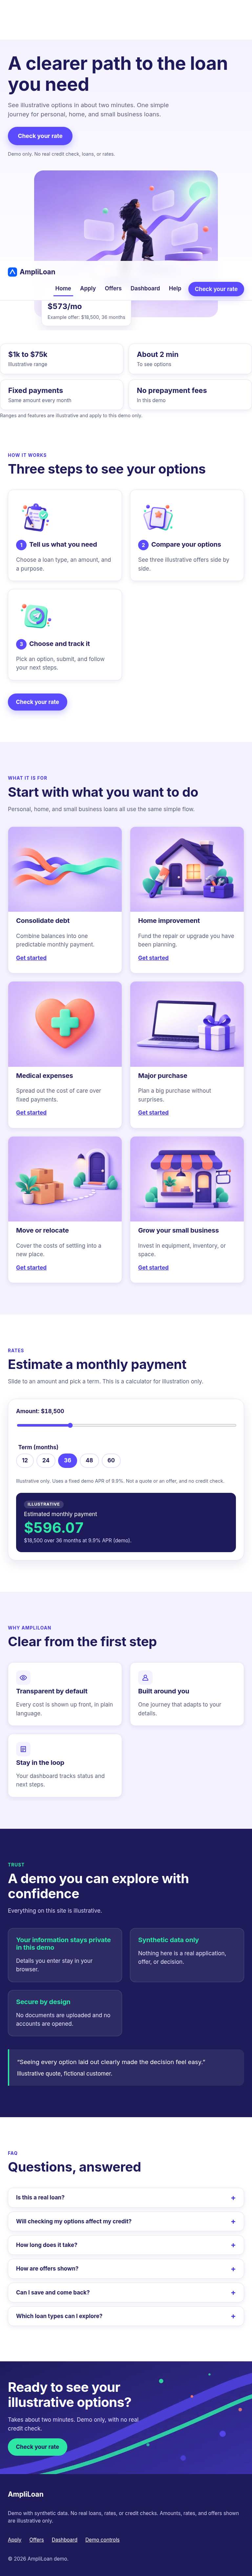 A clearer path to the loan
you need
See illustrative options in about two minutes. One simple
journey for personal, home, and small business loans.
Check your rate
Demo only. No real credit check, loans, or rates.
AmpliLoan
Home Apply Offers Dashboard Help Check your rate
$573/mo
Example offer: $18,500, 36 months
$1k to $75k
Illustrative range
About 2 min
To see options
Fixed payments
Same amount every month
No prepayment fees
In this demo
Ranges and features are illustrative and apply to this demo only.
HOW IT WORKS
Three steps to see your options
1 Tell us what you need
Choose a loan type, an amount, and
a purpose.
2 Compare your options
See three illustrative offers side by
side.
3 Choose and track it
Pick an option, submit, and follow
your next steps.
Check your rate
WHAT IT IS FOR
Start with what you want to do
Personal, home, and small business loans all use the same simple flow.
Consolidate debt
Combine balances into one
predictable monthly payment.
Get started
Home improvement
Fund the repair or upgrade you have
been planning.
Get started
Medical expenses
Spread out the cost of care over
fixed payments.
Get started
Major purchase
Plan a big purchase without
surprises.
Get started
Move or relocate
Cover the costs of settling into a
new place.
Get started
Grow your small business
Invest in equipment, inventory, or
space.
Get started
RATES
Estimate a monthly payment
Slide to an amount and pick a term. This is a calculator for illustration only.
Amount: $18,500
Term (months)
12 24 36 48 60
Illustrative only. Uses a fixed demo APR of 9.9%. Not a quote or an offer, and no credit check.
ILLUSTRATIVE
Estimated monthly payment
$596.07
$18,500 over 36 months at 9.9% APR (demo).
WHY AMPLILOAN
Clear from the first step
Transparent by default
Every cost is shown up front, in plain
language.
Built around you
One journey that adapts to your
details.
Stay in the loop
Your dashboard tracks status and
next steps.
TRUST
A demo you can explore with
confidence
Everything on this site is illustrative.
Your information stays private
in this demo
Details you enter stay in your
browser.
Synthetic data only
Nothing here is a real application,
offer, or decision.
Secure by design
No documents are uploaded and no
accounts are opened.
"Seeing every option laid out clearly made the decision feel easy."
Illustrative quote, fictional customer.
FAQ
Questions, answered
Is this a real loan? +
Will checking my options affect my credit? +
How long does it take? +
How are offers shown? +
Can I save and come back? +
Which loan types can I explore? +
Ready to see your
illustrative options?
Takes about two minutes. Demo only, with no real
credit check.
Check your rate
AmpliLoan
Demo with synthetic data. No real loans, rates, or credit checks. Amounts, rates, and offers shown
are illustrative only.
Apply Offers Dashboard Demo controls
© 2026 AmpliLoan demo.